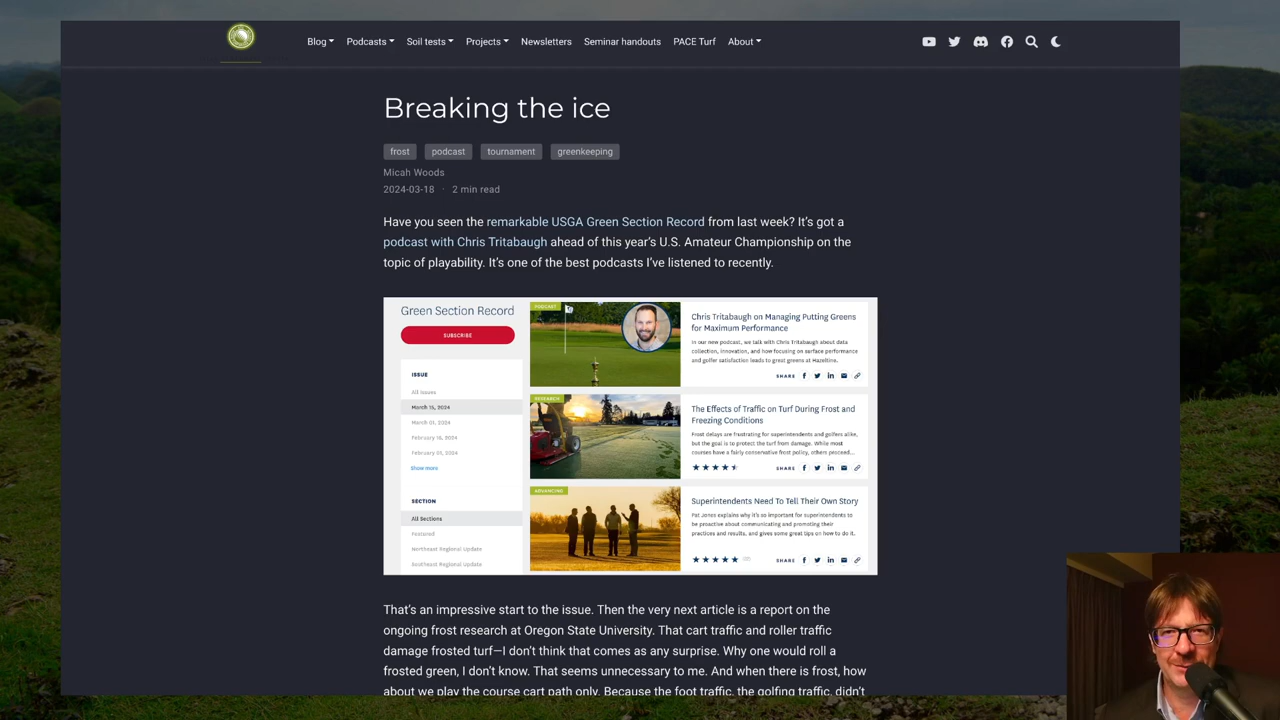 Blog
Podcasts
Soil tests
Projects
Newsletters
Seminar handouts
PACE Turf
About
Breaking the ice
frost
podcast
tournament
greenkeeping
Micah Woods
2024-03-18 · 2 min read
Have you seen the remarkable USGA Green Section Record from last week? It's got a
podcast with Chris Tritabaugh ahead of this year's U.S. Amateur Championship on the
topic of playability. It's one of the best podcasts I've listened to recently.
Green Section Record
SUBSCRIBE
ISSUE
All Issues
March 15, 2024
March 01, 2024
February 16, 2024
February 02, 2024
Show more
SECTION
All Sections
Featured
Northeast Regional Update
Southeast Regional Update
PODCAST
Chris Tritabaugh on Managing Putting Greens
for Maximum Performance
In our new podcast, we talk with Chris Tritabaugh about data
collection, innovation, and how focusing on surface performance
and golfer satisfaction leads to great greens at Hazeltine.
SHARE
RESEARCH
The Effects of Traffic on Turf During Frost and
Freezing Conditions
Frost delays are frustrating for superintendents and golfers alike,
but the goal is to protect the turf from damage. While most
courses have a fairly conservative frost policy, others proceed...
SHARE
ADVANCING
Superintendents Need To Tell Their Own Story
Pat Jones explains why it's so important for superintendents to
be proactive about communicating and promoting their
practices and results, and gives some great tips on how to do it.
SHARE
That's an impressive start to the issue. Then the very next article is a report on the
ongoing frost research at Oregon State University. That cart traffic and roller traffic
damage frosted turf—I don't think that comes as any surprise. Why one would roll a
frosted green, I don't know. That seems unnecessary to me. And when there is frost, how
about we play the course cart path only. Because the foot traffic, the golfing traffic, didn't